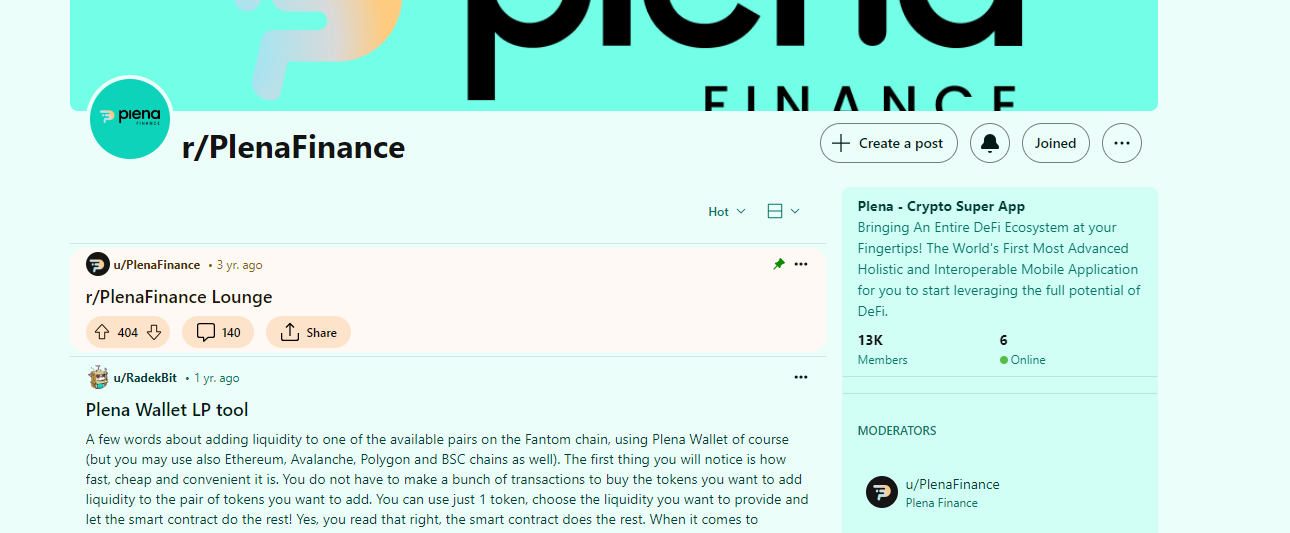 plena
FINANCE
plena
FINANCE
r/PlenaFinance
Create a post
Joined
Hot
u/PlenaFinance • 3 yr. ago
r/PlenaFinance Lounge
404
140
Share
u/RadekBit • 1 yr. ago
Plena Wallet LP tool
A few words about adding liquidity to one of the available pairs on the Fantom chain, using Plena Wallet of course
(but you may use also Ethereum, Avalanche, Polygon and BSC chains as well). The first thing you will notice is how
fast, cheap and convenient it is. You do not have to make a bunch of transactions to buy the tokens you want to add
liquidity to the pair of tokens you want to add. You can use just 1 token, choose the liquidity you want to provide and
let the smart contract do the rest! Yes, you read that right, the smart contract does the rest. When it comes to
Plena - Crypto Super App
Bringing An Entire DeFi Ecosystem at your
Fingertips! The World's First Most Advanced
Holistic and Interoperable Mobile Application
for you to start leveraging the full potential of
DeFi.
13K 6
Members Online
MODERATORS
u/PlenaFinance
Plena Finance